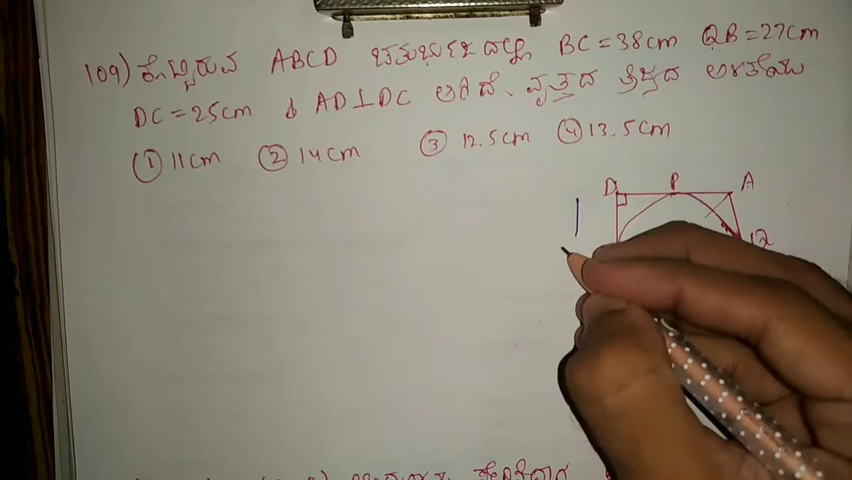 109) ಕೊಟ್ಟಿರುವ ABCD ಚತುರ್ಭುಜದಲ್ಲಿ BC = 38cm QB = 27cm
DC = 25cm & AD⊥DC ಆಗಿದೆ, ವೃತ್ತದ ತ್ರಿಜ್ಯದ ಅಳತೆಯು
① 11cm ② 14cm ③ 12.5cm ④ 13.5cm
D P A
Q